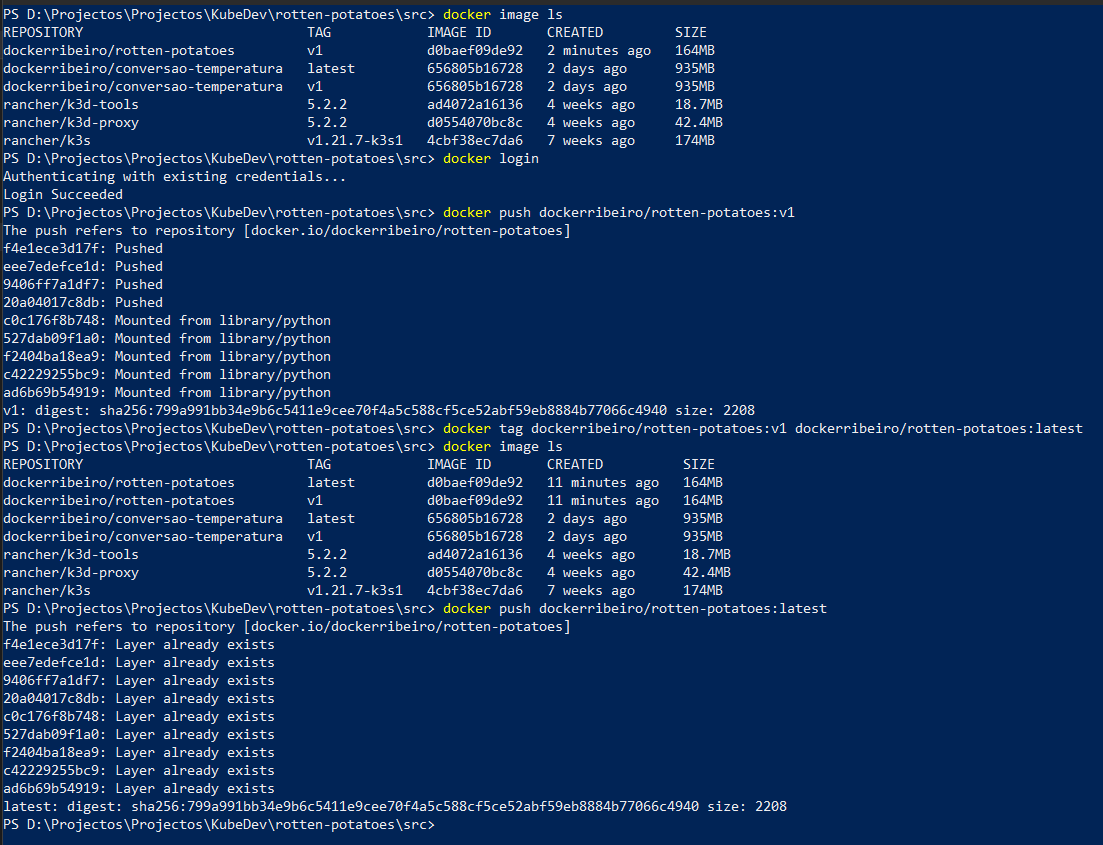 PS D:\Projectos\Projectos\KubeDev\rotten-potatoes\src> docker image ls
REPOSITORY TAG IMAGE ID CREATED SIZE
dockerribeiro/rotten-potatoes v1 d0baef09de92 2 minutes ago 164MB
dockerribeiro/conversao-temperatura latest 656805b16728 2 days ago 935MB
dockerribeiro/conversao-temperatura v1 656805b16728 2 days ago 935MB
rancher/k3d-tools 5.2.2 ad4072a16136 4 weeks ago 18.7MB
rancher/k3d-proxy 5.2.2 d0554070bc8c 4 weeks ago 42.4MB
rancher/k3s v1.21.7-k3s1 4cbf38ec7da6 7 weeks ago 174MB
PS D:\Projectos\Projectos\KubeDev\rotten-potatoes\src> docker login
Authenticating with existing credentials...
Login Succeeded
PS D:\Projectos\Projectos\KubeDev\rotten-potatoes\src> docker push dockerribeiro/rotten-potatoes:v1
The push refers to repository [docker.io/dockerribeiro/rotten-potatoes]
f4e1ece3d17f: Pushed
eee7edefce1d: Pushed
9406ff7a1df7: Pushed
20a04017c8db: Pushed
c0c176f8b748: Mounted from library/python
527dab09f1a0: Mounted from library/python
f2404ba18ea9: Mounted from library/python
c42229255bc9: Mounted from library/python
ad6b69b54919: Mounted from library/python
v1: digest: sha256:799a991bb34e9b6c5411e9cee70f4a5c588cf5ce52abf59eb8884b77066c4940 size: 2208
PS D:\Projectos\Projectos\KubeDev\rotten-potatoes\src> docker tag dockerribeiro/rotten-potatoes:v1 dockerribeiro/rotten-potatoes:latest
PS D:\Projectos\Projectos\KubeDev\rotten-potatoes\src> docker image ls
REPOSITORY TAG IMAGE ID CREATED SIZE
dockerribeiro/rotten-potatoes latest d0baef09de92 11 minutes ago 164MB
dockerribeiro/rotten-potatoes v1 d0baef09de92 11 minutes ago 164MB
dockerribeiro/conversao-temperatura latest 656805b16728 2 days ago 935MB
dockerribeiro/conversao-temperatura v1 656805b16728 2 days ago 935MB
rancher/k3d-tools 5.2.2 ad4072a16136 4 weeks ago 18.7MB
rancher/k3d-proxy 5.2.2 d0554070bc8c 4 weeks ago 42.4MB
rancher/k3s v1.21.7-k3s1 4cbf38ec7da6 7 weeks ago 174MB
PS D:\Projectos\Projectos\KubeDev\rotten-potatoes\src> docker push dockerribeiro/rotten-potatoes:latest
The push refers to repository [docker.io/dockerribeiro/rotten-potatoes]
f4e1ece3d17f: Layer already exists
eee7edefce1d: Layer already exists
9406ff7a1df7: Layer already exists
20a04017c8db: Layer already exists
c0c176f8b748: Layer already exists
527dab09f1a0: Layer already exists
f2404ba18ea9: Layer already exists
c42229255bc9: Layer already exists
ad6b69b54919: Layer already exists
latest: digest: sha256:799a991bb34e9b6c5411e9cee70f4a5c588cf5ce52abf59eb8884b77066c4940 size: 2208
PS D:\Projectos\Projectos\KubeDev\rotten-potatoes\src>